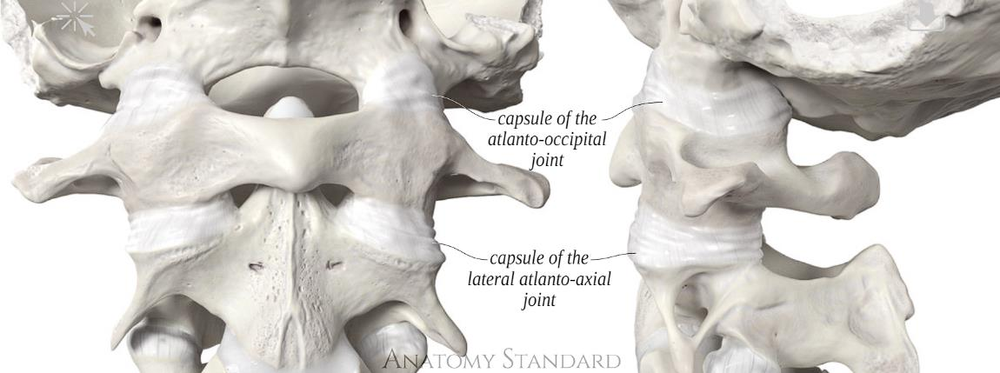 capsule of the
atlanto-occipital
joint
capsule of the
lateral atlanto-axial
joint
ANATOMY STANDARD